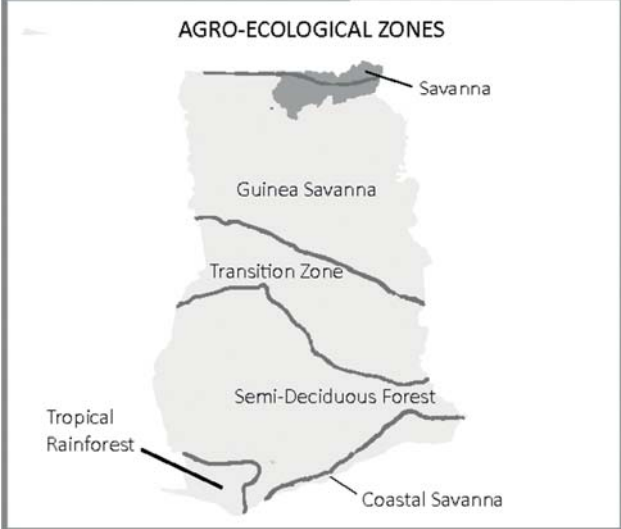 AGRO-ECOLOGICAL ZONES
Savanna
Guinea Savanna
Transition Zone
Semi-Deciduous Forest
Tropical
Rainforest
Coastal Savanna